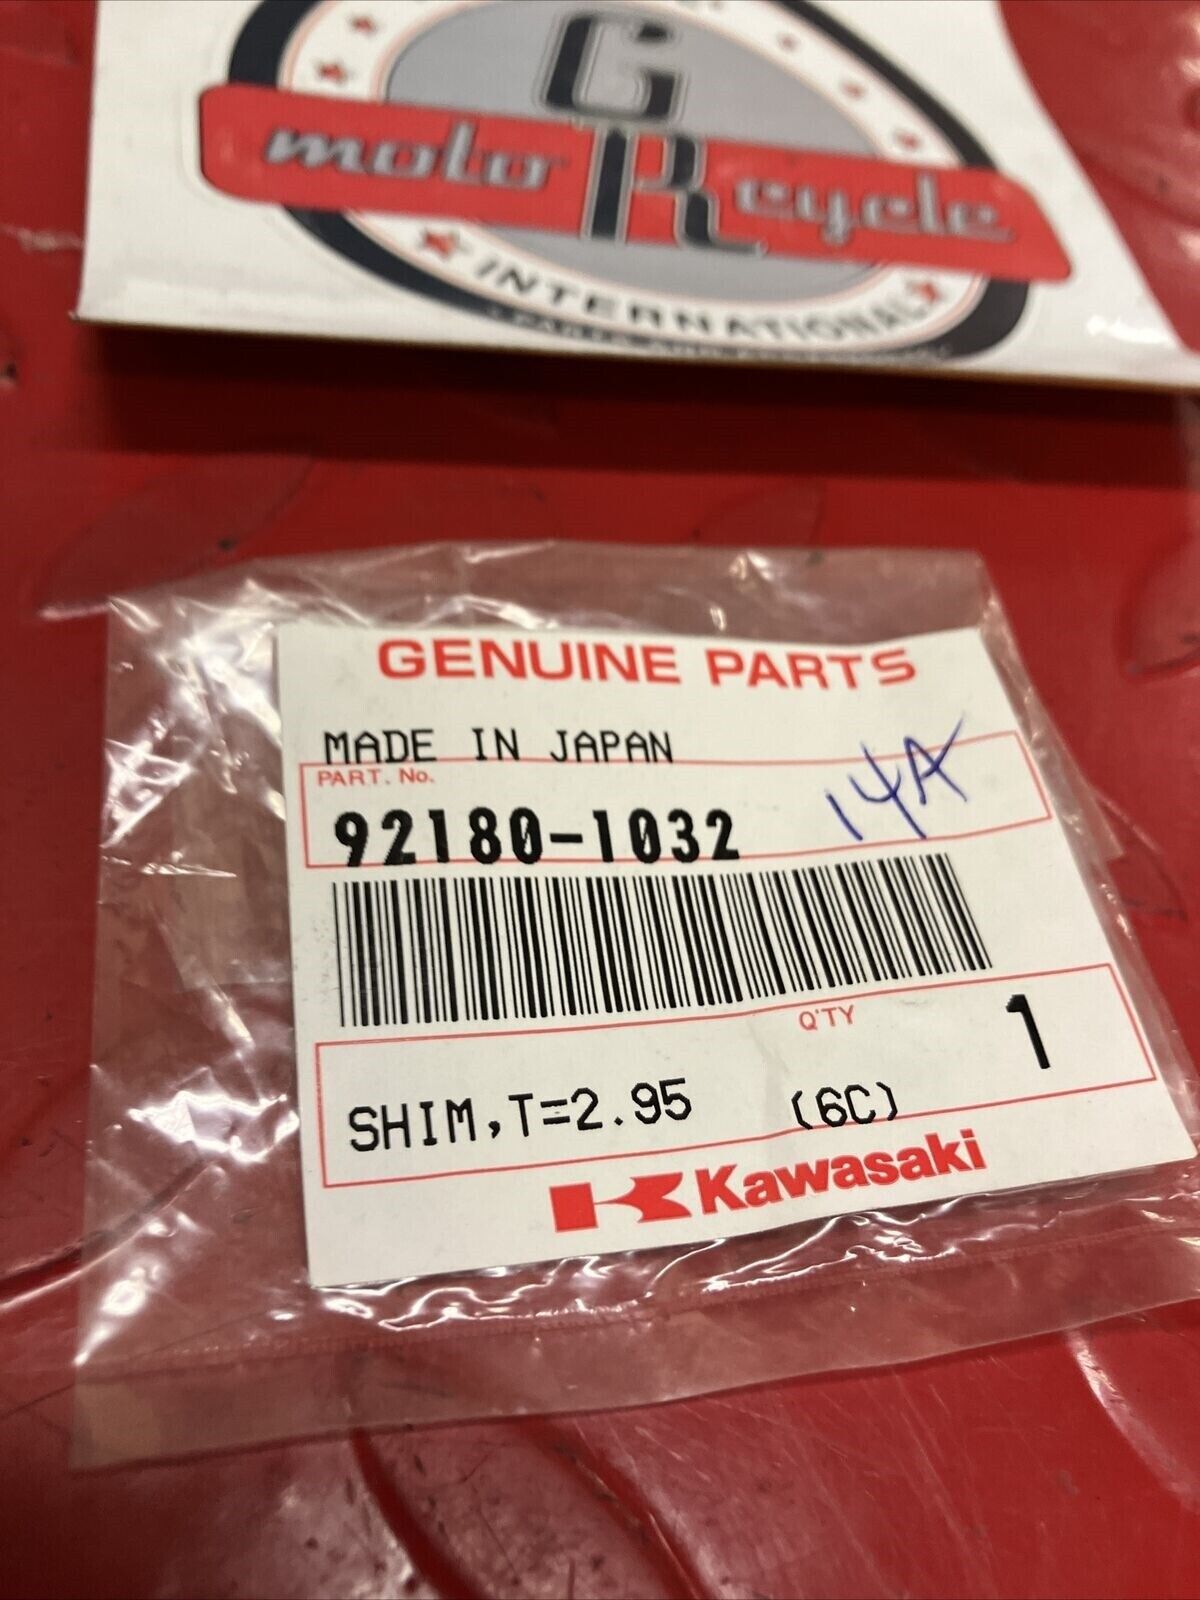 G
moto R cycle
INTERNATIONAL
GENUINE PARTS
MADE IN JAPAN
PART. No.
92180-1032
14A
Q'TY
1
SHIM,T=2.95 (6C)
Kawasaki